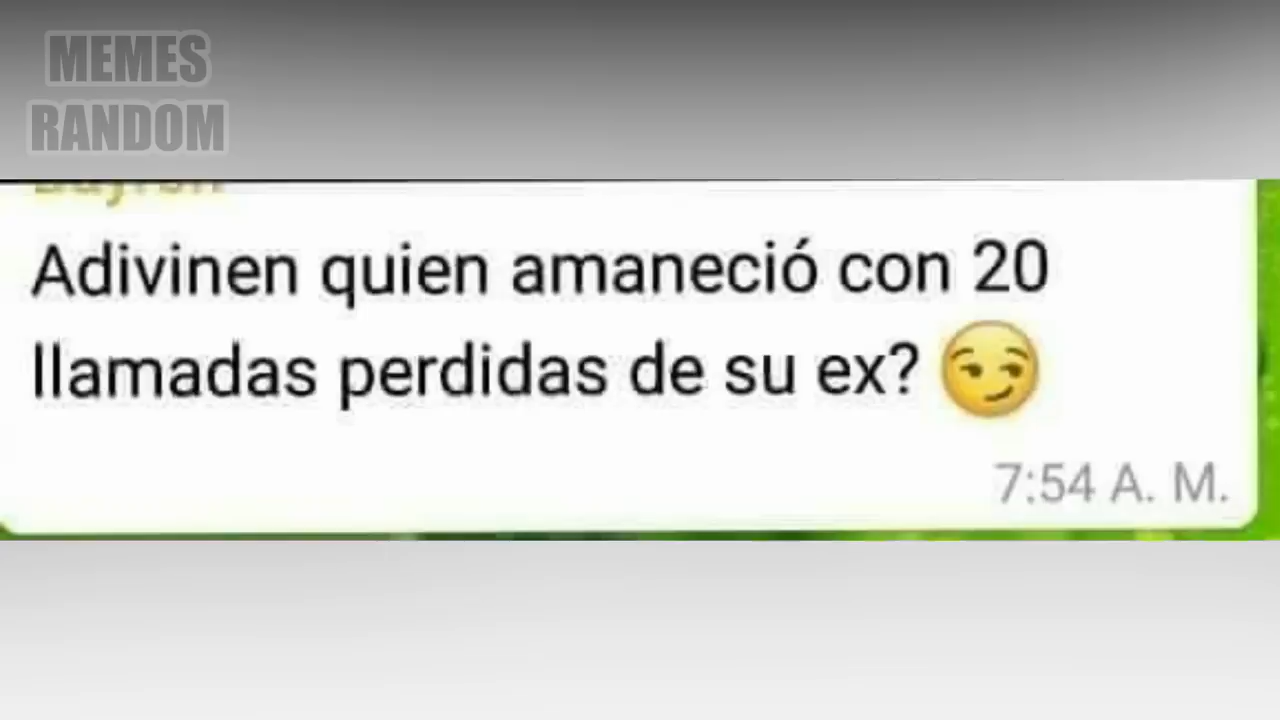 MEMES
RANDOM
Adivinen quien amaneció con 20
llamadas perdidas de su ex? 😏
7:54 A. M.